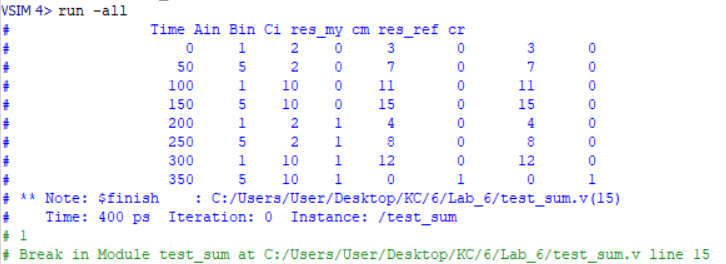 VSIM 4> run -all
# Time Ain Bin Ci res_my cm res_ref cr
# 0 1 2 0 3 0 3 0
# 50 5 2 0 7 0 7 0
# 100 1 10 0 11 0 11 0
# 150 5 10 0 15 0 15 0
# 200 1 2 1 4 0 4 0
# 250 5 2 1 8 0 8 0
# 300 1 10 1 12 0 12 0
# 350 5 10 1 0 1 0 1
# ** Note: $finish : C:/Users/User/Desktop/KC/6/Lab_6/test_sum.v(15)
# Time: 400 ps Iteration: 0 Instance: /test_sum
# 1
# Break in Module test_sum at C:/Users/User/Desktop/KC/6/Lab_6/test_sum.v line 15